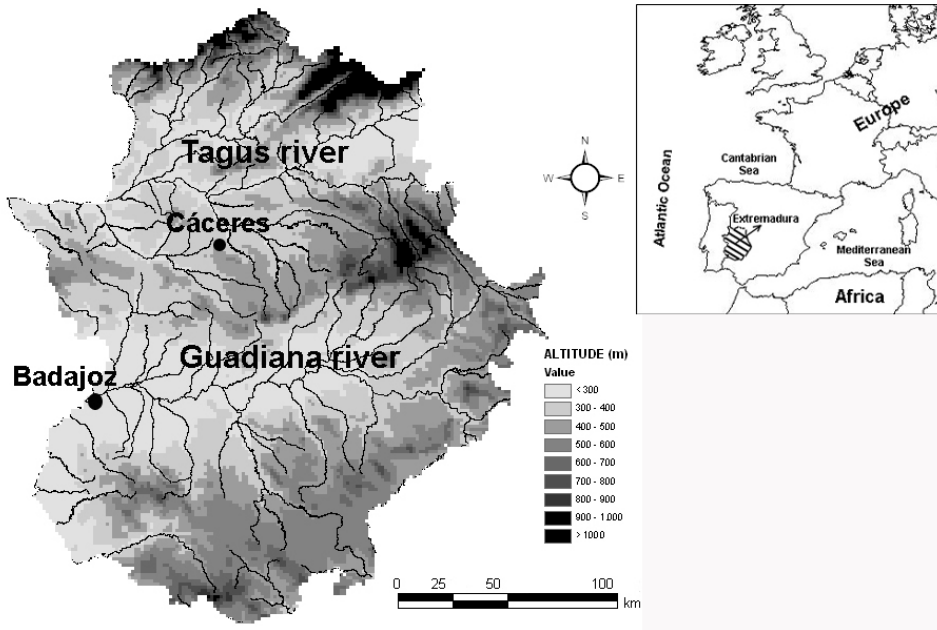 Tagus river
Cáceres
Guadiana river
Badajoz
N
W
E
S
ALTITUDE (m)
Value
< 300
300 - 400
400 - 500
500 - 600
600 - 700
700 - 800
800 - 900
900 - 1.000
> 1000
0 25 50 100
km
Europe
Cantabrian
Sea
Atlantic Ocean
Extremadura
Mediterranean
Sea
Africa